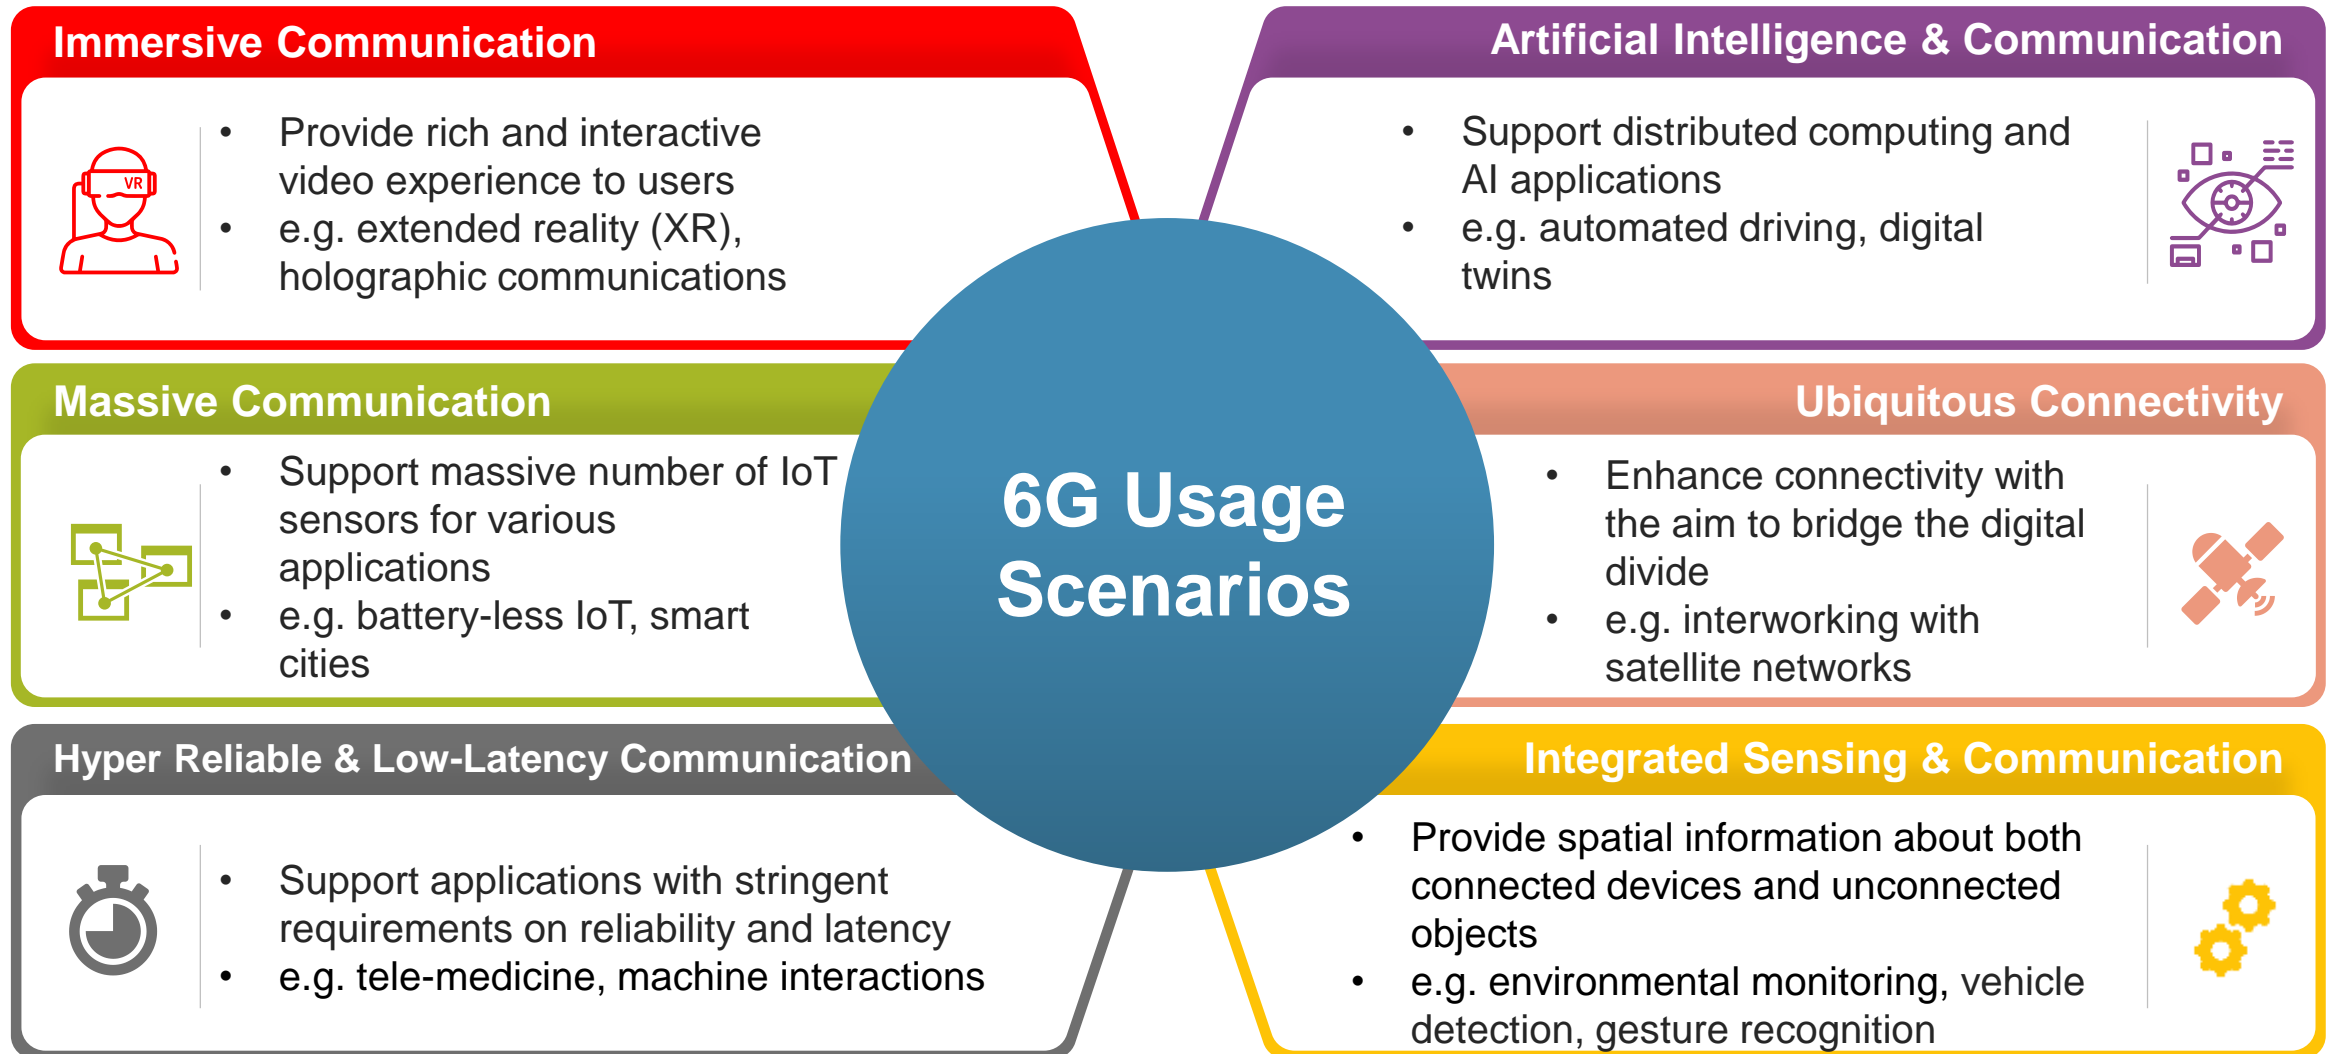 Immersive Communication
VR
• Provide rich and interactive
video experience to users
• e.g. extended reality (XR),
holographic communications
Artificial Intelligence & Communication
• Support distributed computing and
AI applications
• e.g. automated driving, digital
twins
Massive Communication
• Support massive number of IoT
sensors for various
applications
• e.g. battery-less IoT, smart
cities
6G Usage
Scenarios
Ubiquitous Connectivity
• Enhance connectivity with
the aim to bridge the digital
divide
• e.g. interworking with
satellite networks
Hyper Reliable & Low-Latency Communication
• Support applications with stringent
requirements on reliability and latency
• e.g. tele-medicine, machine interactions
Integrated Sensing & Communication
• Provide spatial information about both
connected devices and unconnected
objects
• e.g. environmental monitoring, vehicle
detection, gesture recognition